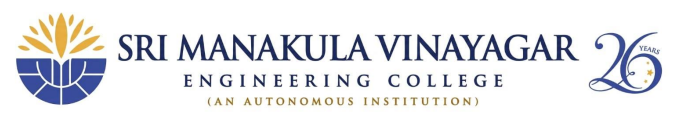 SRI MANAKULA VINAYAGAR
ENGINEERING COLLEGE
(AN AUTONOMOUS INSTITUTION)
26 YEARS